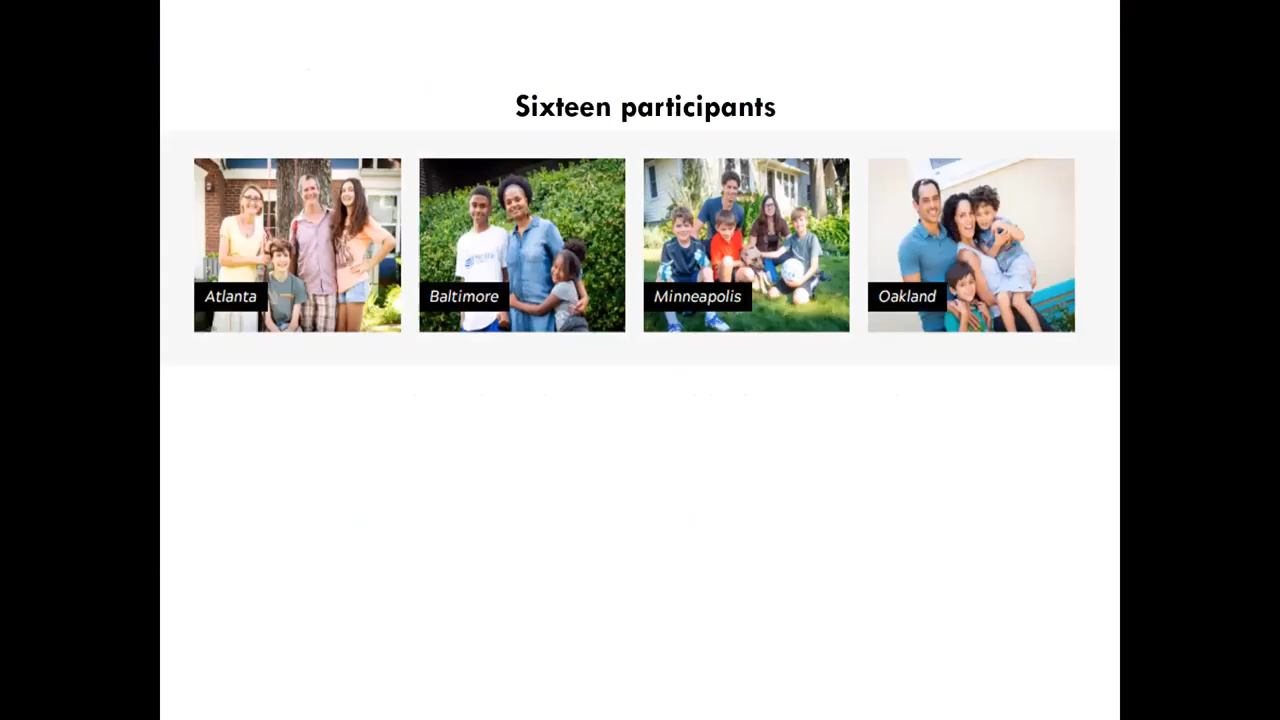 Sixteen participants
Atlanta
Baltimore
Minneapolis
Oakland